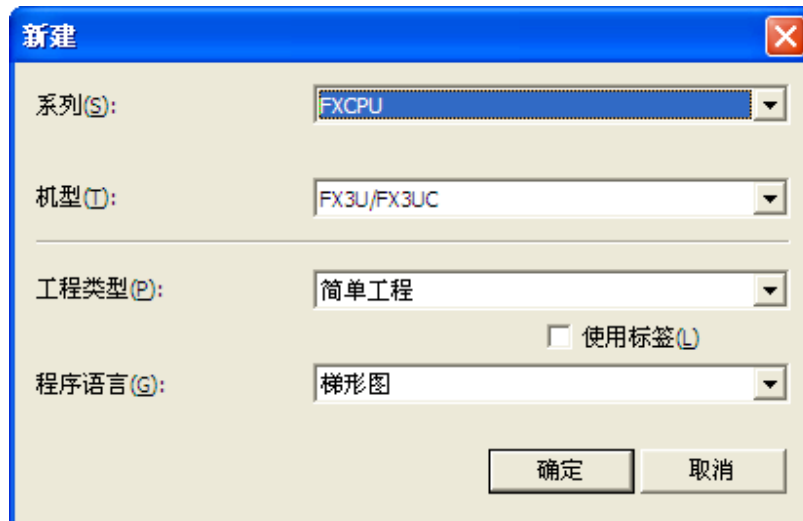 新建
系列(S): FXCPU
机型(T): FX3U/FX3UC
工程类型(P): 简单工程
使用标签(L)
程序语言(G): 梯形图
确定 取消